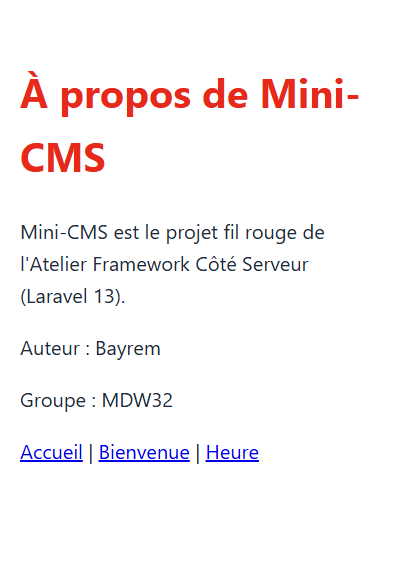 À propos de Mini-
CMS
Mini-CMS est le projet fil rouge de
l'Atelier Framework Côté Serveur
(Laravel 13).
Auteur : Bayrem
Groupe : MDW32
Accueil | Bienvenue | Heure